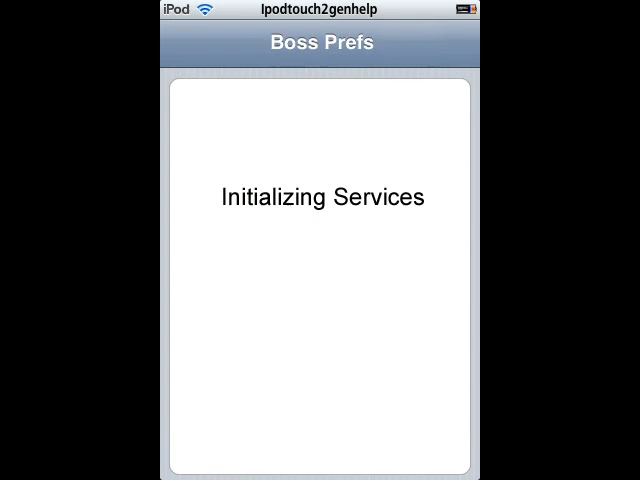 iPod Ipodtouch2genhelp
Boss Prefs
Initializing Services